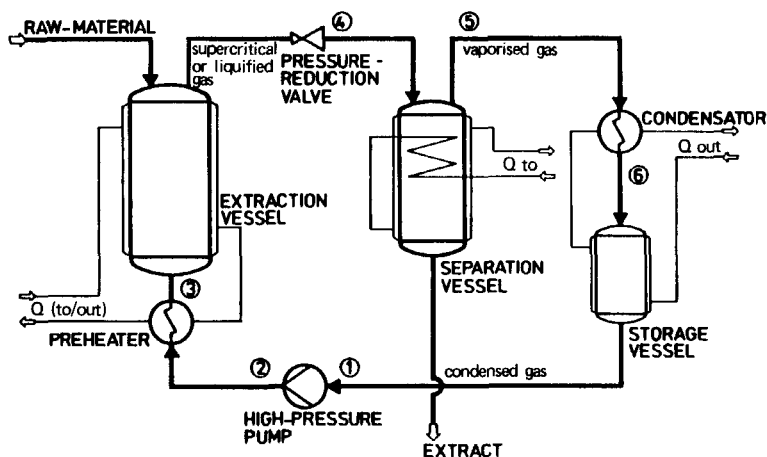 RAW-MATERIAL
supercritical
or liquified
gas
④
PRESSURE-
REDUCTION
VALVE
⑤
vaporised gas
CONDENSATOR
Q out
⑥
Q to
EXTRACTION
VESSEL
SEPARATION
VESSEL
STORAGE
VESSEL
③
Q (to/out)
PREHEATER
②
①
condensed gas
HIGH-PRESSURE
PUMP
EXTRACT